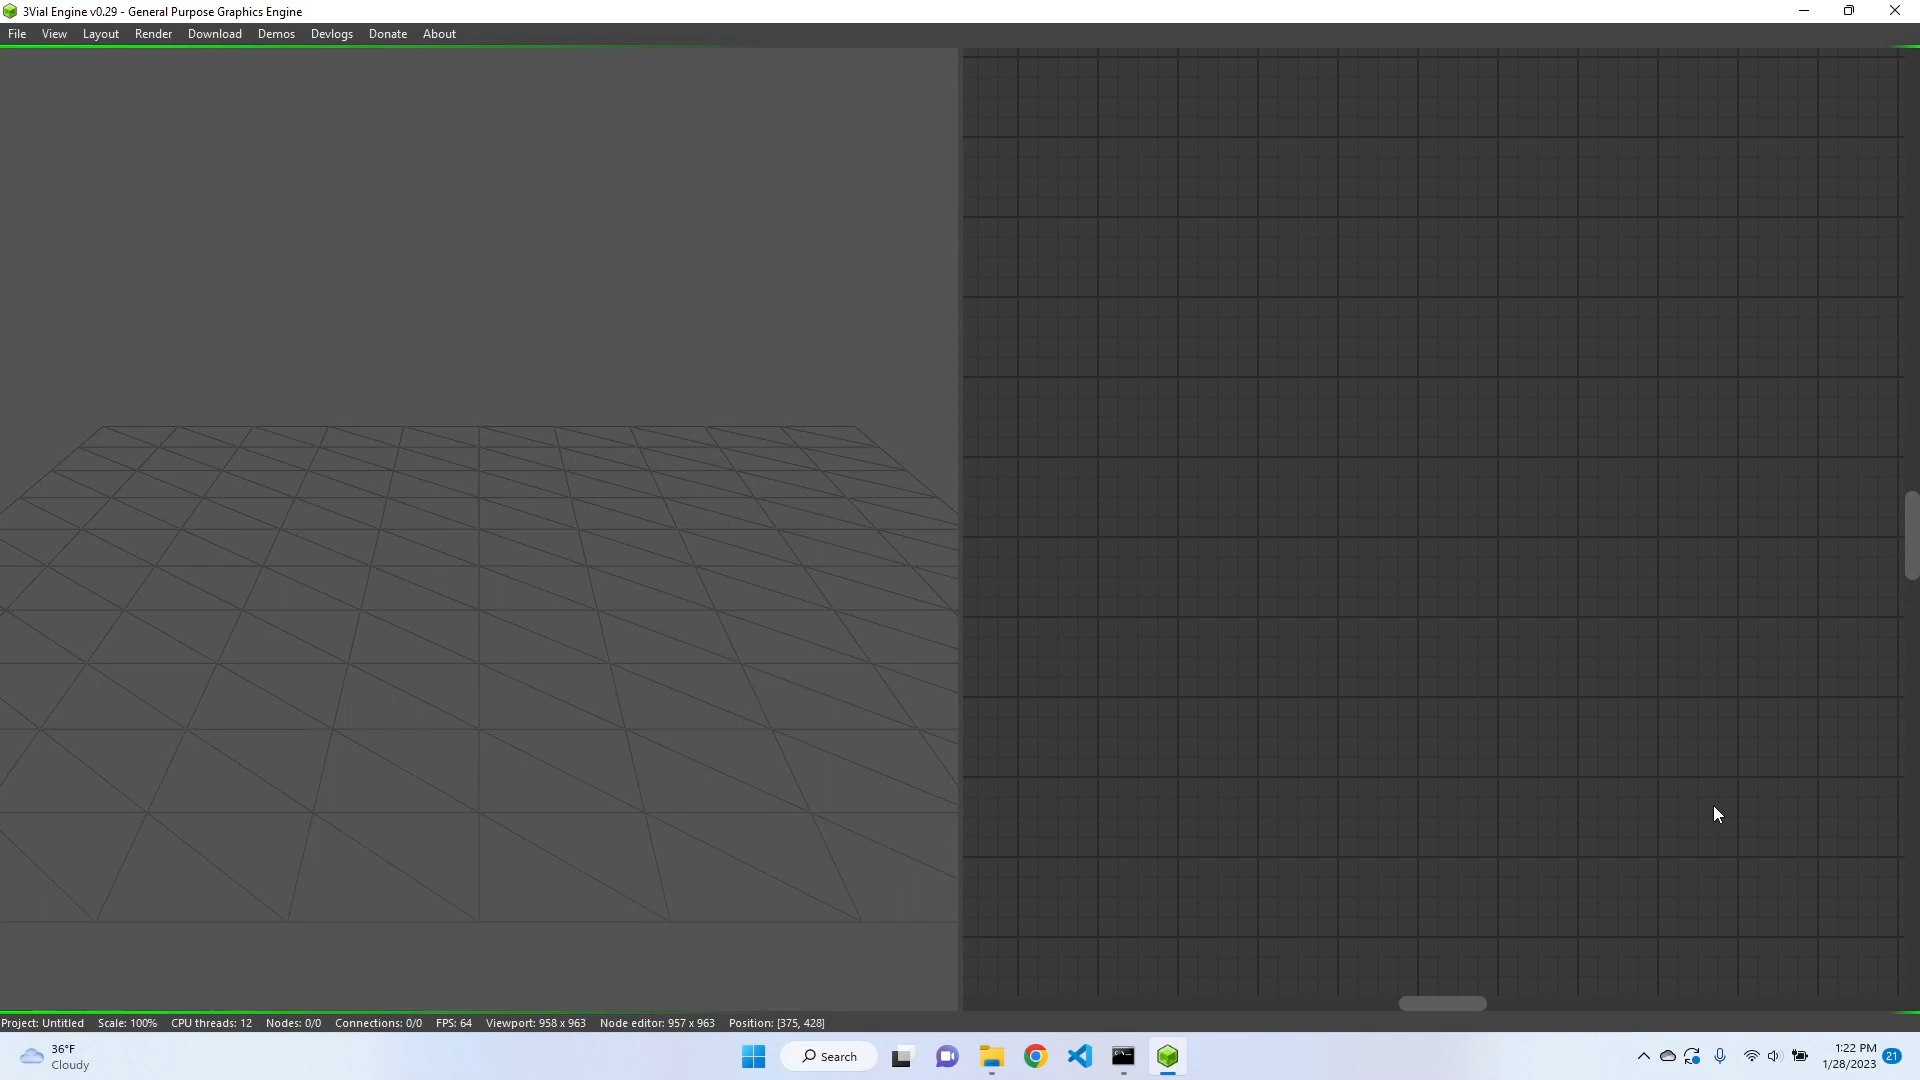 3Vial Engine v0.29 - General Purpose Graphics Engine
File View Layout Render Download Demos Devlogs Donate About
Project: Untitled Scale: 100% CPU threads: 12 Nodes: 0/0 Connections: 0/0 FPS: 64 Viewport: 958 x 963 Node editor: 957 x 963 Position: [375, 428]
36°F
Cloudy
Search
1:22 PM
1/28/2023
21